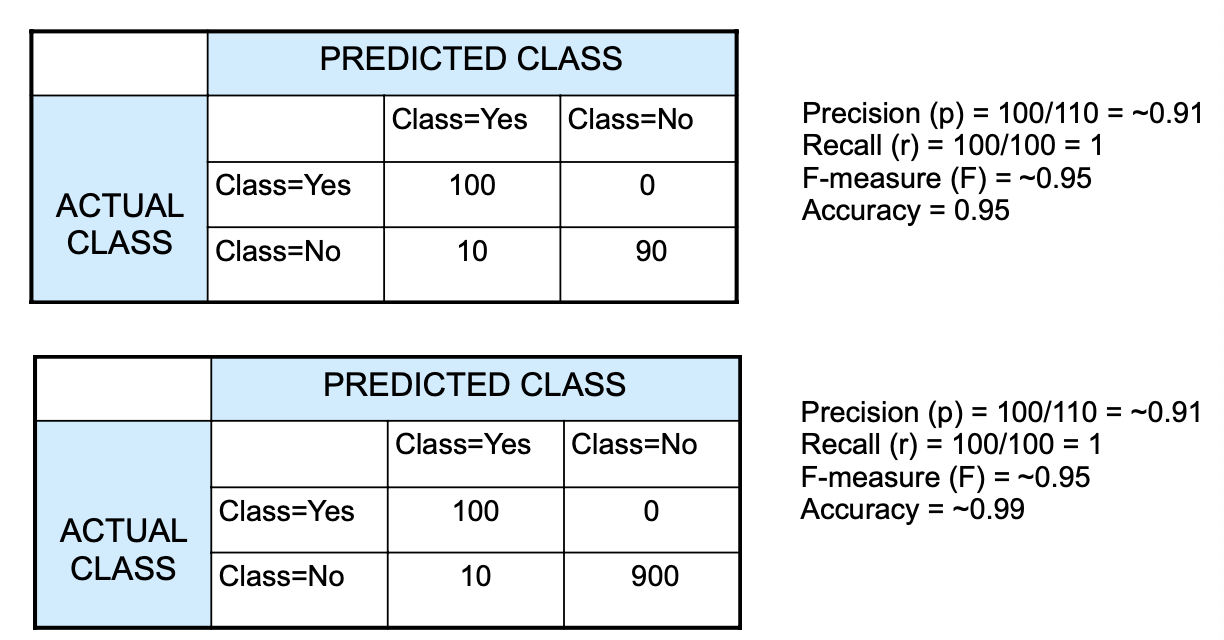 PREDICTED CLASS
Class=Yes Class=No
ACTUAL CLASS
Class=Yes 100 0
Class=No 10 90
Precision (p) = 100/110 = ~0.91
Recall (r) = 100/100 = 1
F-measure (F) = ~0.95
Accuracy = 0.95
PREDICTED CLASS
Class=Yes Class=No
ACTUAL CLASS
Class=Yes 100 0
Class=No 10 900
Precision (p) = 100/110 = ~0.91
Recall (r) = 100/100 = 1
F-measure (F) = ~0.95
Accuracy = ~0.99